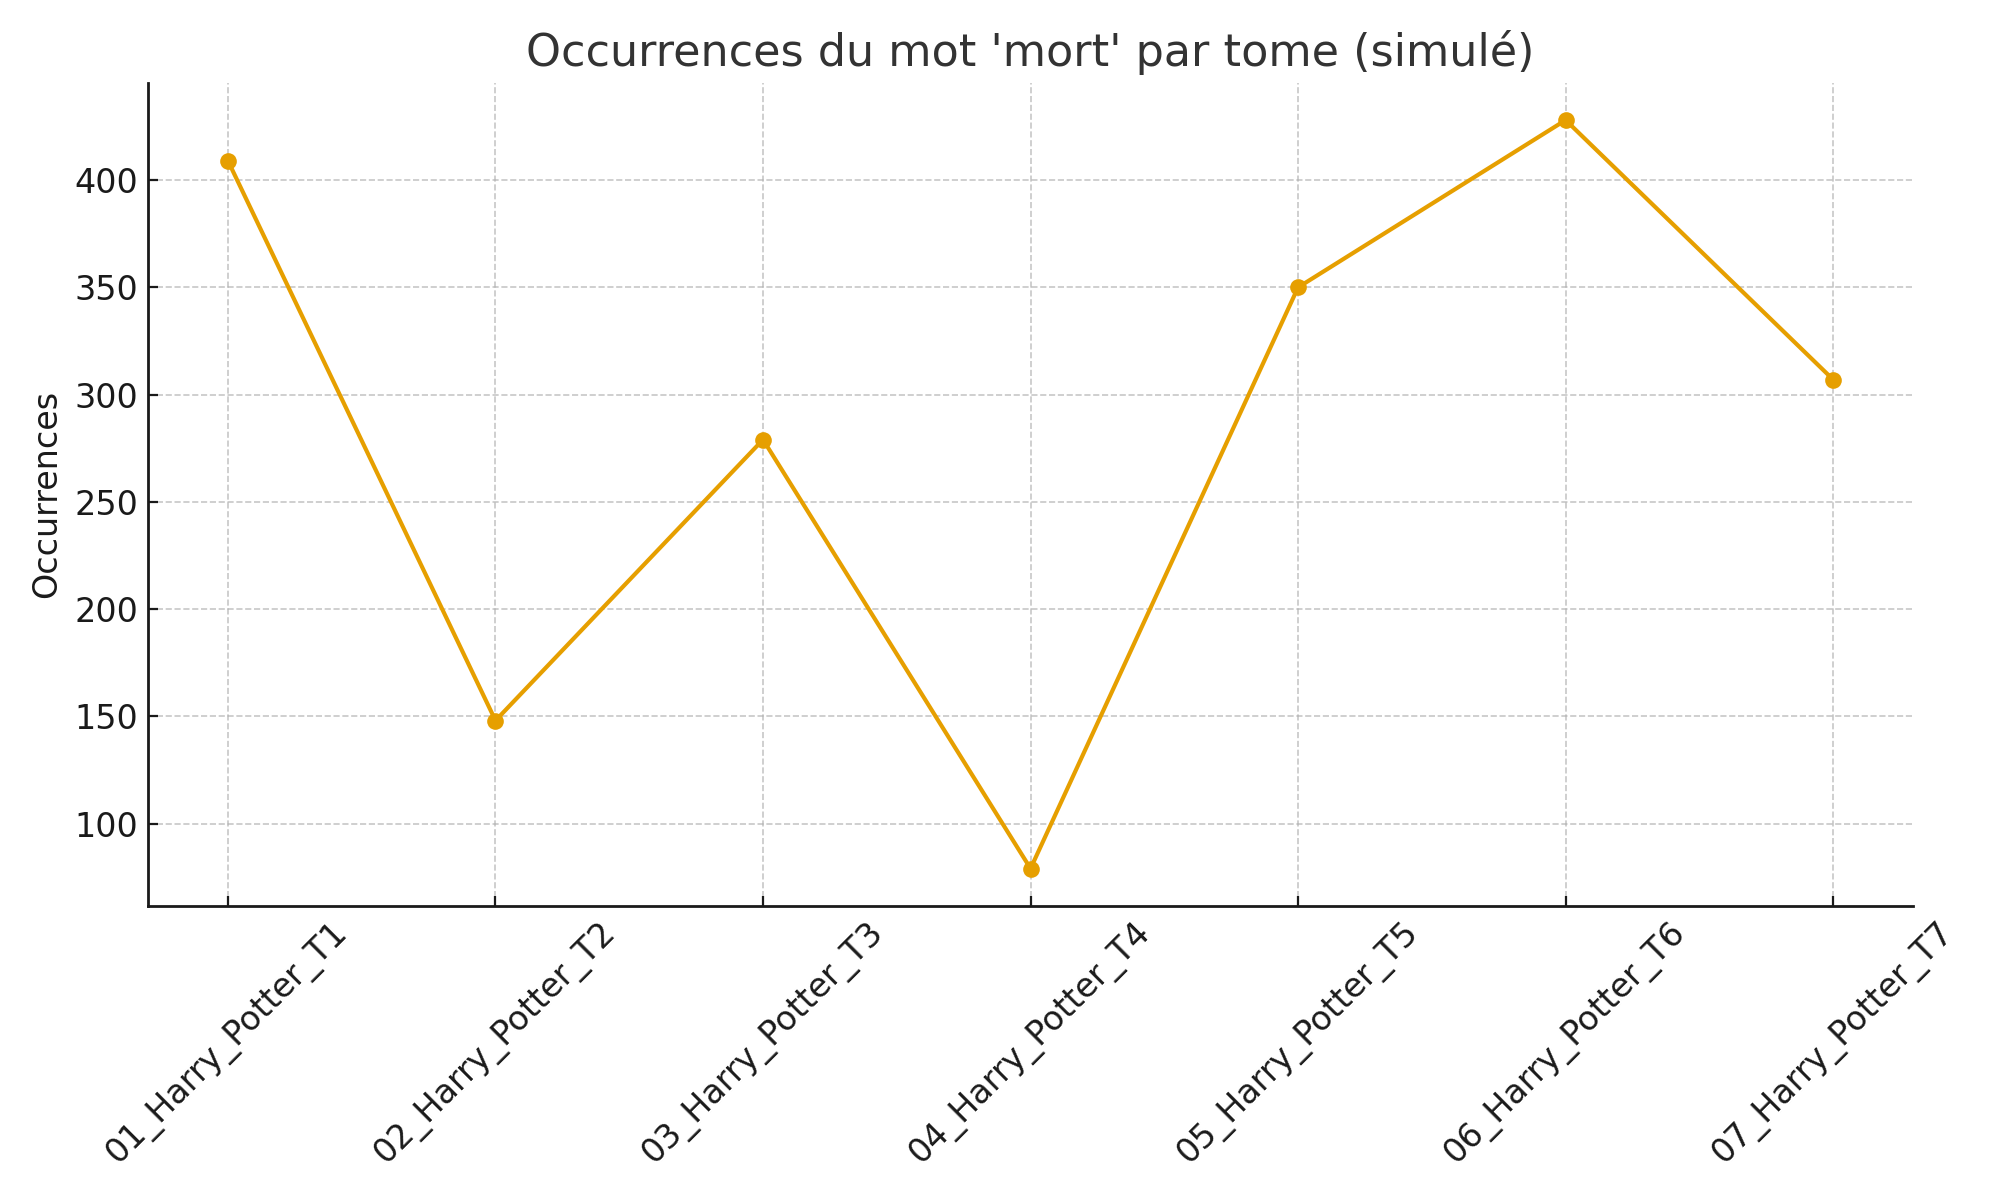 Occurrences du mot 'mort' par tome (simulé)
Occurrences
400
350
300
250
200
150
100
01_Harry_Potter_T1
02_Harry_Potter_T2
03_Harry_Potter_T3
04_Harry_Potter_T4
05_Harry_Potter_T5
06_Harry_Potter_T6
07_Harry_Potter_T7